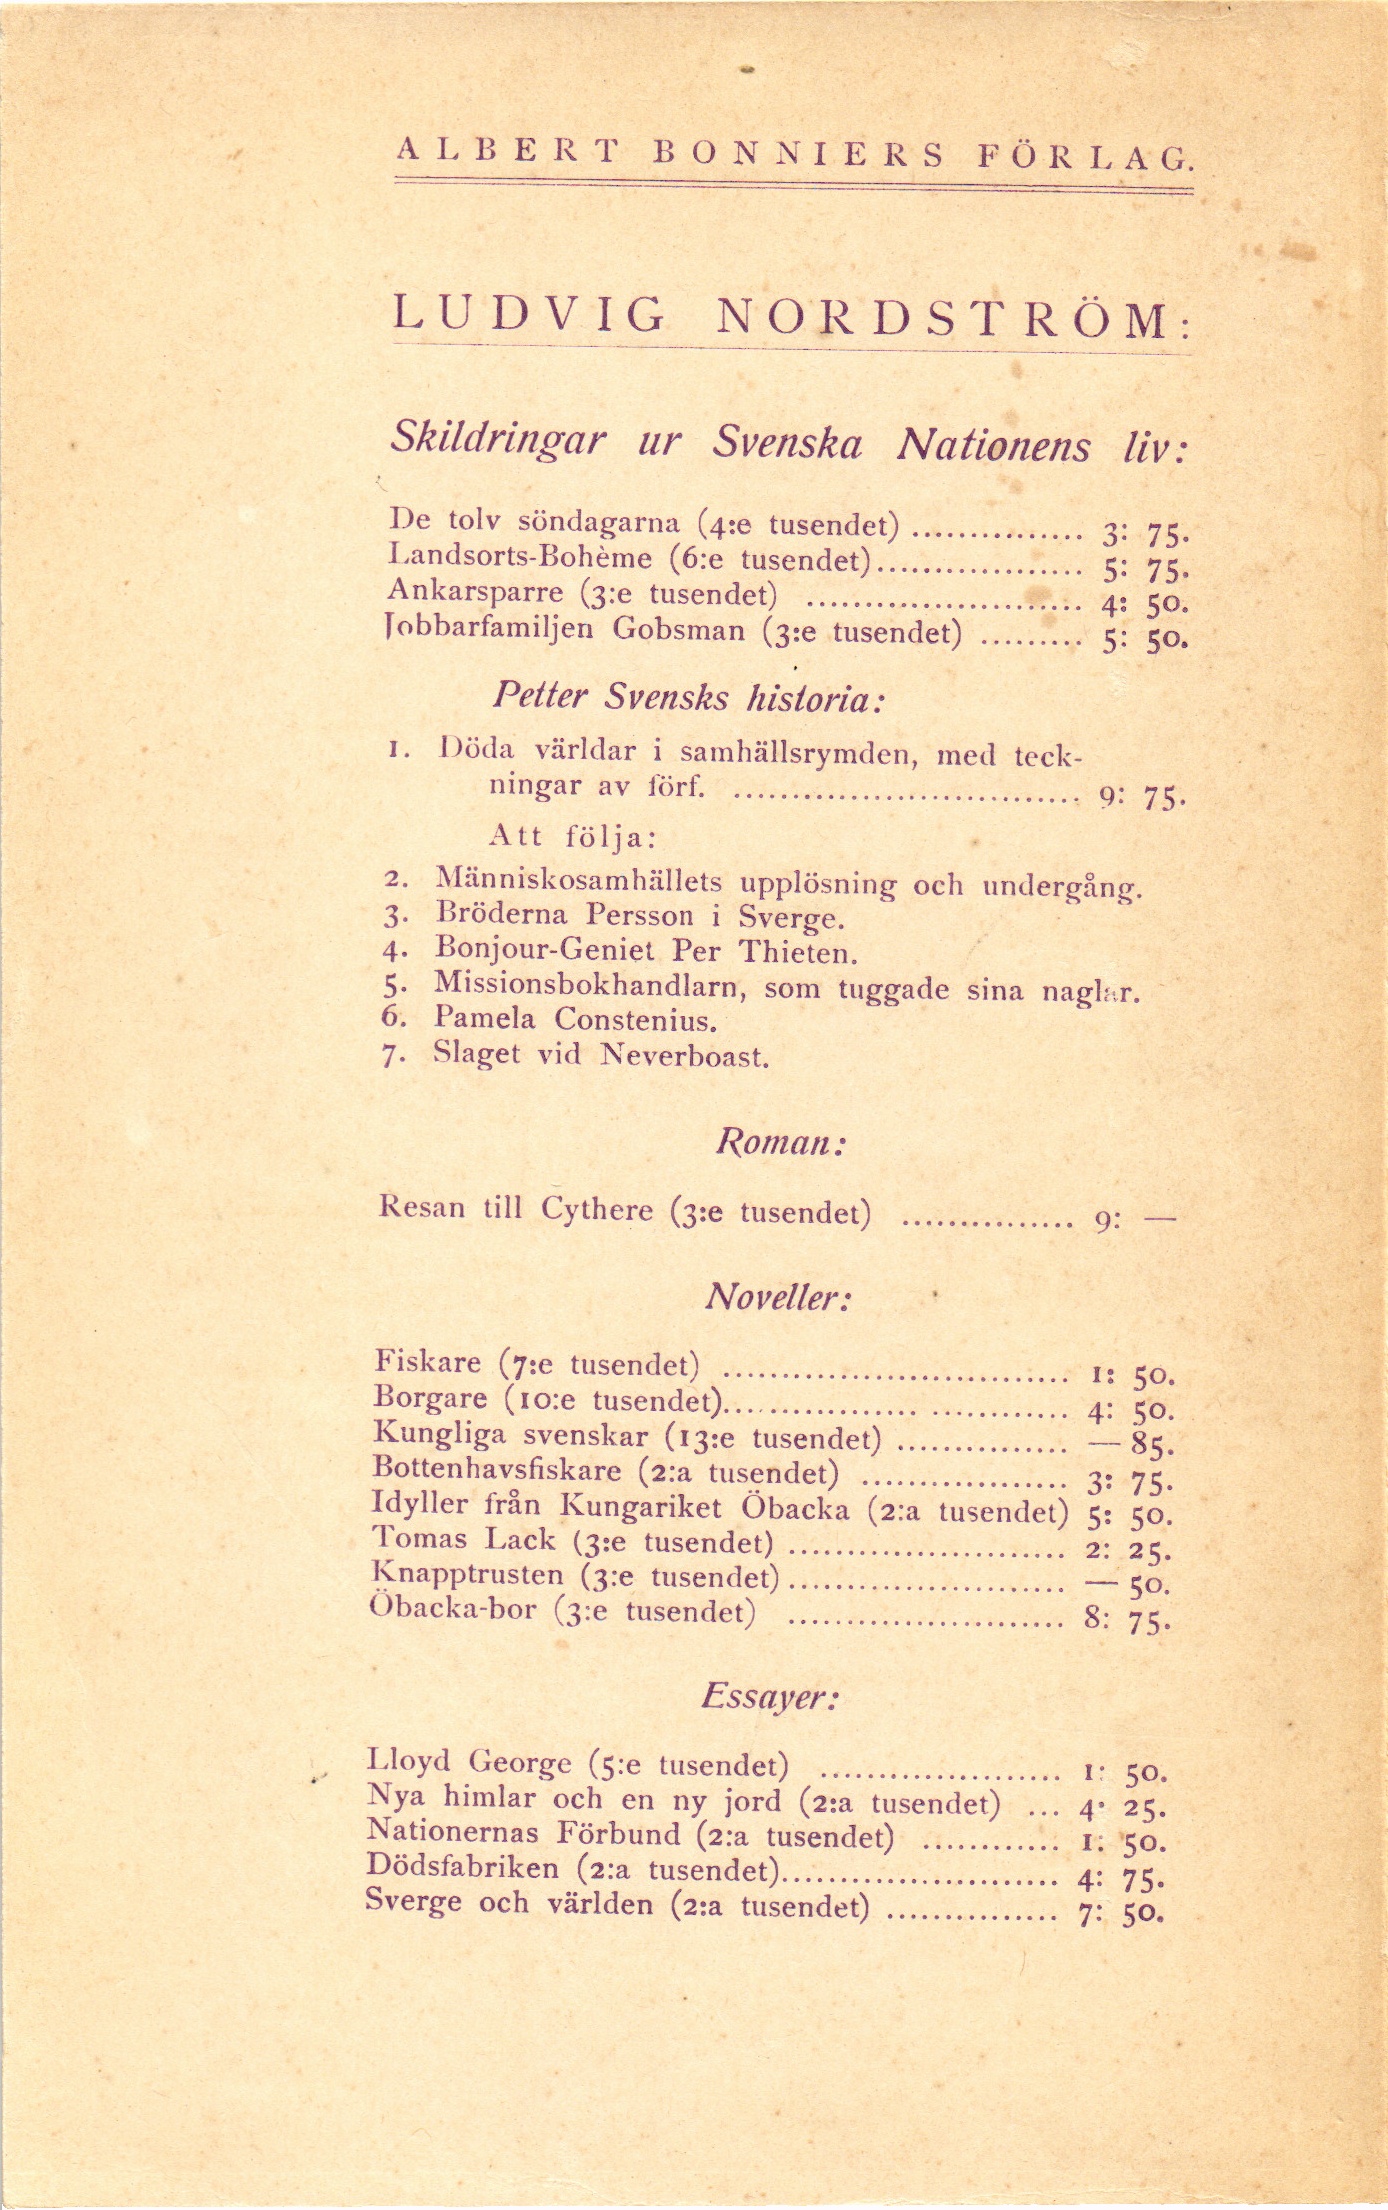 ALBERT BONNIERS FÖRLAG.
LUDVIG NORDSTRÖM:
Skildringar ur Svenska Nationens liv:
De tolv söndagarna (4:e tusendet) ............... 3: 75.
Landsorts-Bohème (6:e tusendet).................. 5: 75.
Ankarsparre (3:e tusendet) ........................ 4: 50.
Jobbarfamiljen Gobsman (3:e tusendet) ......... 5: 50.
Petter Svensks historia:
1. Döda världar i samhällsrymden, med teck-
ningar av förf. .............................. 9: 75.
Att följa:
2. Människosamhällets upplösning och undergång.
3. Bröderna Persson i Sverge.
4. Bonjour-Geniet Per Thieten.
5. Missionsbokhandlarn, som tuggade sina naglar.
6. Pamela Constenius.
7. Slaget vid Neverboast.
Roman:
Resan till Cythere (3:e tusendet) ............... 9: —
Noveller:
Fiskare (7:e tusendet) .............................. 1: 50.
Borgare (10:e tusendet)................. ............ 4: 50.
Kungliga svenskar (13:e tusendet) ............... — 85.
Bottenhavsfiskare (2:a tusendet) .................. 3: 75.
Idyller från Kungariket Öbacka (2:a tusendet) 5: 50.
Tomas Lack (3:e tusendet) ........................ 2: 25.
Knapptrusten (3:e tusendet)........................ — 50.
Öbacka-bor (3:e tusendet) ........................ 8: 75.
Essayer:
Lloyd George (5:e tusendet) ..................... 1: 50.
Nya himlar och en ny jord (2:a tusendet) ... 4: 25.
Nationernas Förbund (2:a tusendet) ............ 1: 50.
Dödsfabriken (2:a tusendet)........................ 4: 75.
Sverge och världen (2:a tusendet) ............... 7: 50.